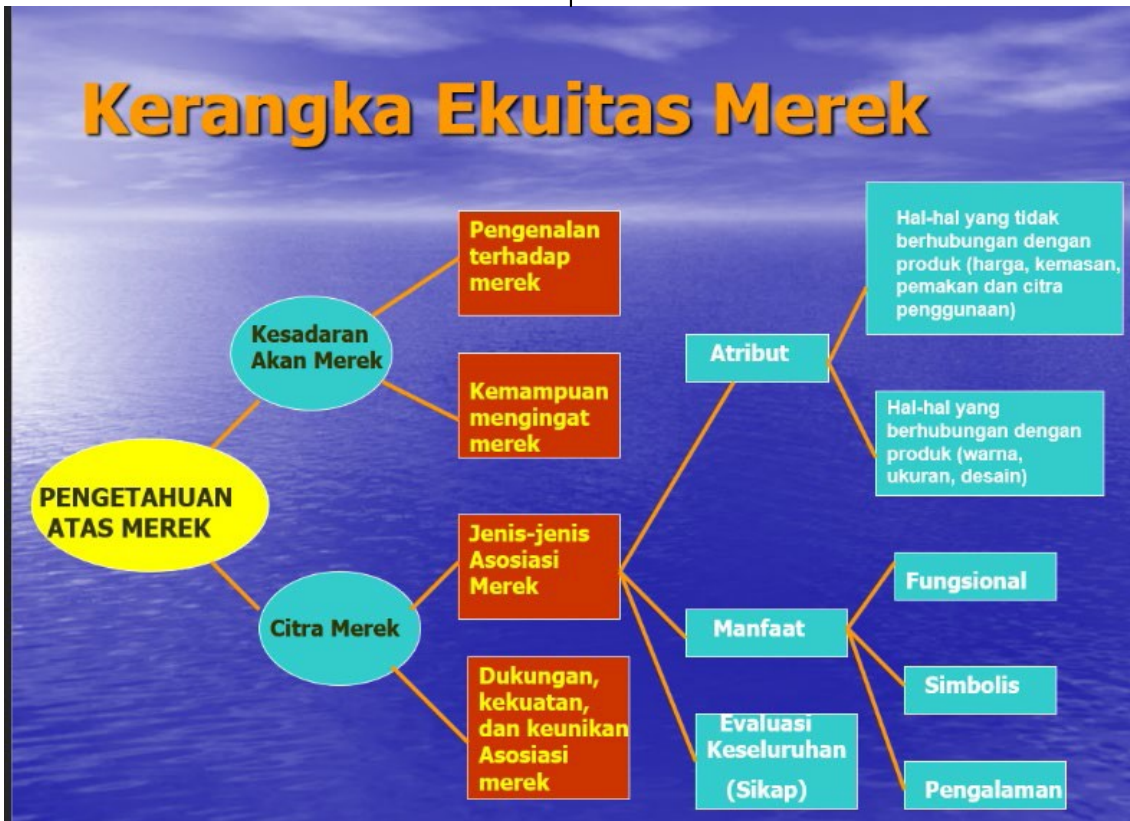 Kerangka Ekuitas Merek
PENGETAHUAN
ATAS MEREK
Kesadaran
Akan Merek
Citra Merek
Pengenalan
terhadap
merek
Kemampuan
mengingat
merek
Jenis-jenis
Asosiasi
Merek
Dukungan,
kekuatan,
dan keunikan
Asosiasi
merek
Atribut
Manfaat
Evaluasi
Keseluruhan
(Sikap)
Hal-hal yang tidak
berhubungan dengan
produk (harga, kemasan,
pemakan dan citra
penggunaan)
Hal-hal yang
berhubungan dengan
produk (warna,
ukuran, desain)
Fungsional
Simbolis
Pengalaman